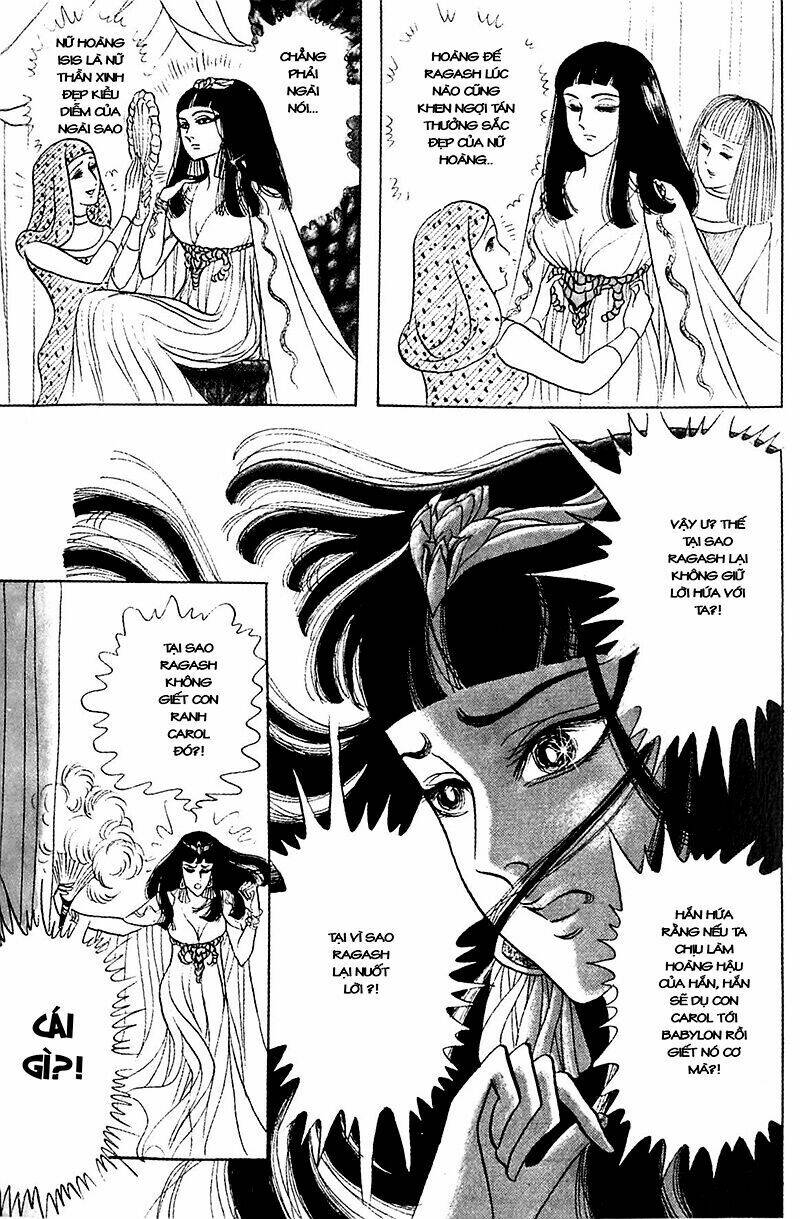 HOÀNG ĐẾ
RAGASH LÚC
NÀO CŨNG
KHEN NGỢI TÁN
THƯỞNG SẮC
ĐẸP CỦA NỮ
HOÀNG..
CHẲNG
PHẢI
NGÀI
NÓI...
NỮ HOÀNG
ISIS LÀ NỮ
THẦN XINH
ĐẸP KIỀU
DIỄM CỦA
NGÀI SAO
VẬY Ư? THẾ
TẠI SAO
RAGASH LẠI
KHÔNG GIỮ
LỜI HỨA VỚI
TA?!
HẮN HỨA
RẰNG NẾU TA
CHỊU LÀM
HOÀNG HẬU
CỦA HẮN, HẮN
SẼ DỤ CON
CAROL TỚI
BABYLON RỒI
GIẾT NÓ CƠ
MÀ?!
TẠI VÌ SAO
RAGASH
LẠI NUỐT
LỜI ?!
TẠI SAO
RAGASH
KHÔNG
GIẾT CON
RANH
CAROL
ĐÓ?!
CÁI
GÌ?!